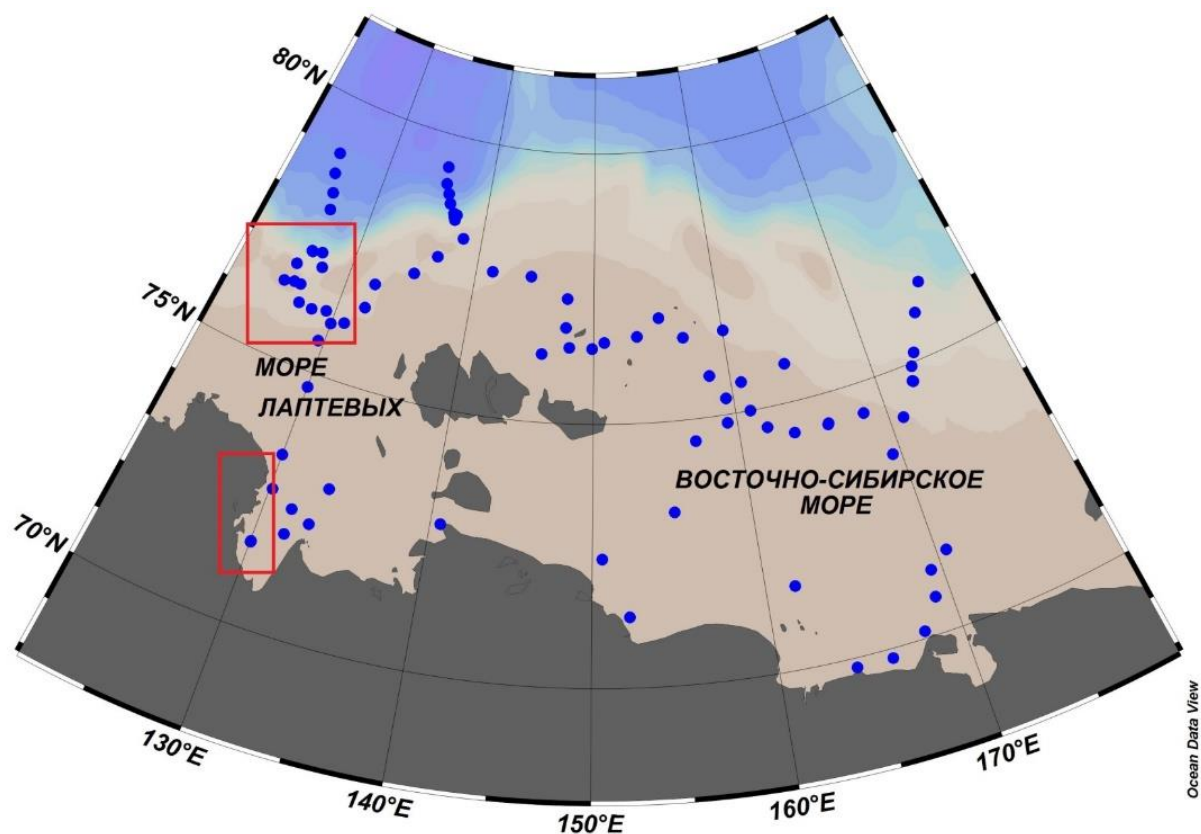 80°N
75°N
МОРЕ
ЛАПТЕВЫХ
ВОСТОЧНО-СИБИРСКОЕ
МОРЕ
70°N
130°E
140°E
150°E
160°E
170°E
Ocean Data View